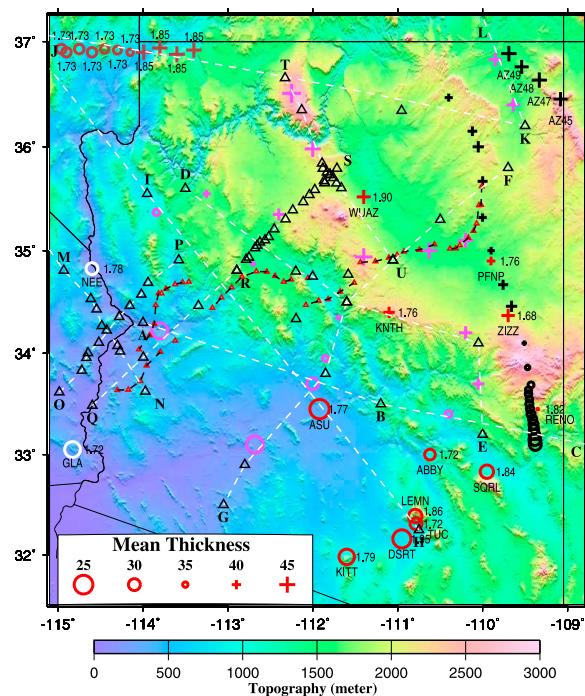 37°
36°
35°
34°
33°
32°
-115
-114
-113
-112
-111
-110
-109
L
1.73 1.73 1.73 1.85
J
1.73 1.73 1.73 1.85 1.85
AZ49
AZ48
AZ47
AZ45
T
K
S
F
I
D
1.90
WUAZ
P
M
1.78
NEE
R
U
1.76
PFNP
A
1.76
KNTH
1.68
ZIZZ
O
Q
N
1.77
ASU
B
1.82
RENO
E
C
1.72
GLA
1.72
ABBY
1.84
SQRL
G
LEMN
1.86
1.72
TUC
H
DSRT
1.79
KITT
Mean Thickness
25 30 35 40 45
0 500 1000 1500 2000 2500 3000
Topography (meter)